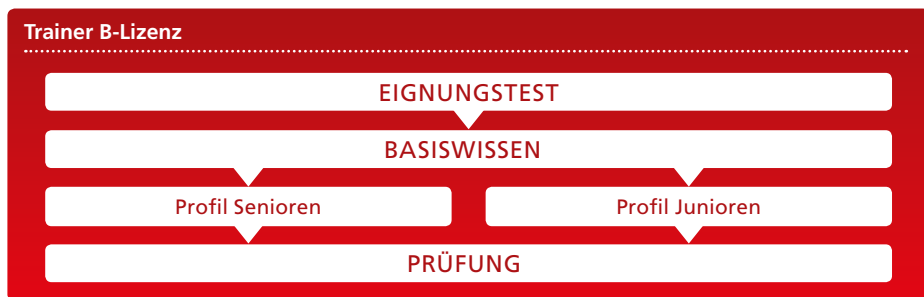 Trainer B-Lizenz
EIGNUNGSTEST
BASISWISSEN
Profil Senioren
Profil Junioren
PRÜFUNG